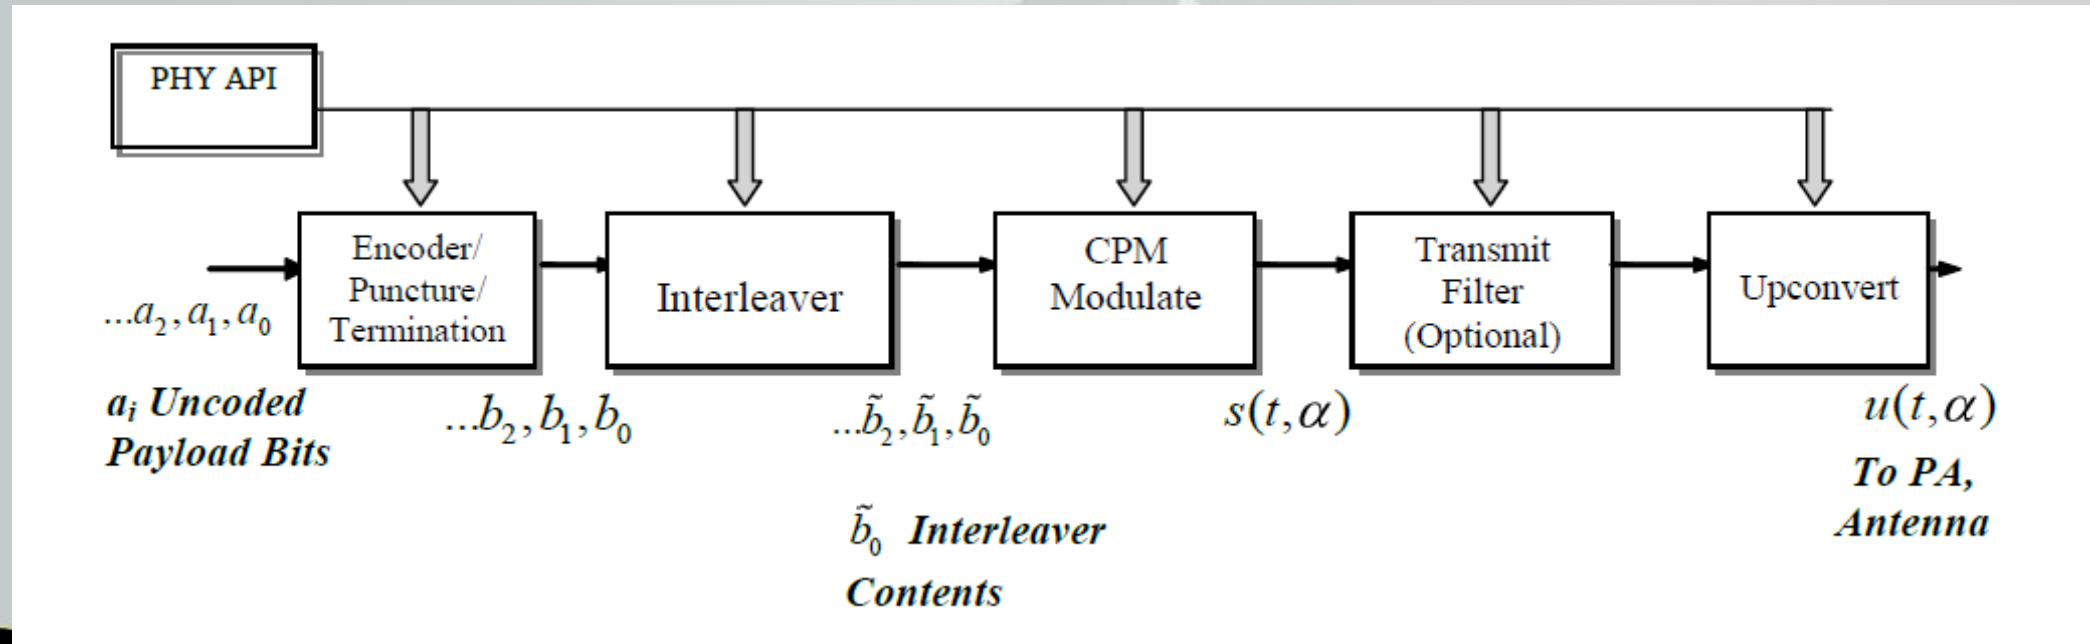 PHY API
Encoder/
Puncture/
Termination
Interleaver
CPM
Modulate
Transmit
Filter
(Optional)
Upconvert
...a₂, a₁, a₀
aᵢ Uncoded
Payload Bits
...b₂, b₁, b₀
...b̃₂, b̃₁, b̃₀
s(t, α)
u(t, α)
To PA,
Antenna
b̃₀ Interleaver
Contents